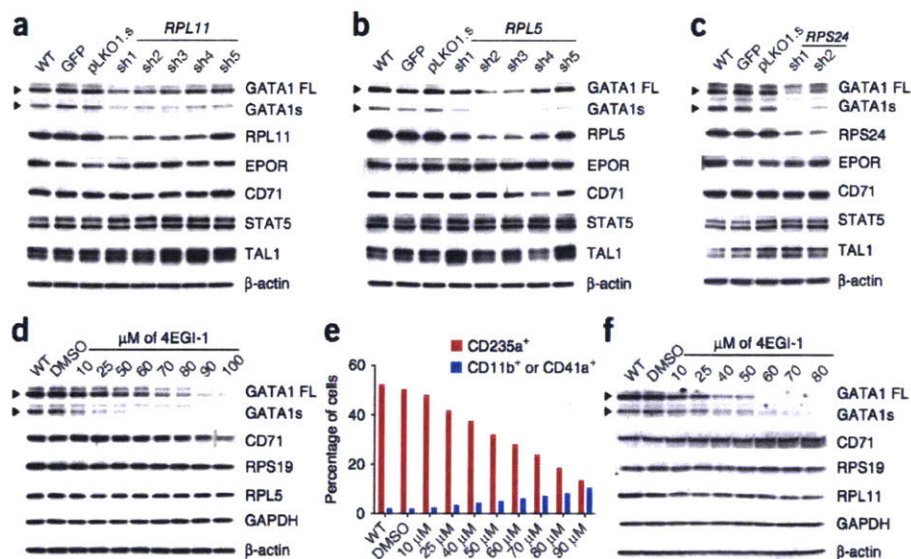 a
RPL11
WT GFP pLKO1.s sh1 sh2 sh3 sh4 sh5
GATA1 FL
GATA1s
RPL11
EPOR
CD71
STAT5
TAL1
β-actin
b
RPL5
WT GFP pLKO1.s sh1 sh2 sh3 sh4 sh5
GATA1 FL
GATA1s
RPL5
EPOR
CD71
STAT5
TAL1
β-actin
c
RPS24
WT GFP pLKO1.s sh1 sh2
GATA1 FL
GATA1s
RPS24
EPOR
CD71
STAT5
TAL1
β-actin
d
μM of 4EGI-1
WT DMSO 10 25 50 60 70 80 90 100
GATA1 FL
GATA1s
CD71
RPS19
RPL5
GAPDH
β-actin
e
CD235a+
CD11b+ or CD41a+
Percentage of cells
60
40
20
0
WT DMSO 10 μM 25 μM 40 μM 50 μM 60 μM 70 μM 80 μM 90 μM
f
μM of 4EGI-1
WT DMSO 10 25 40 50 60 70 80
GATA1 FL
GATA1s
CD71
RPS19
RPL11
GAPDH
β-actin